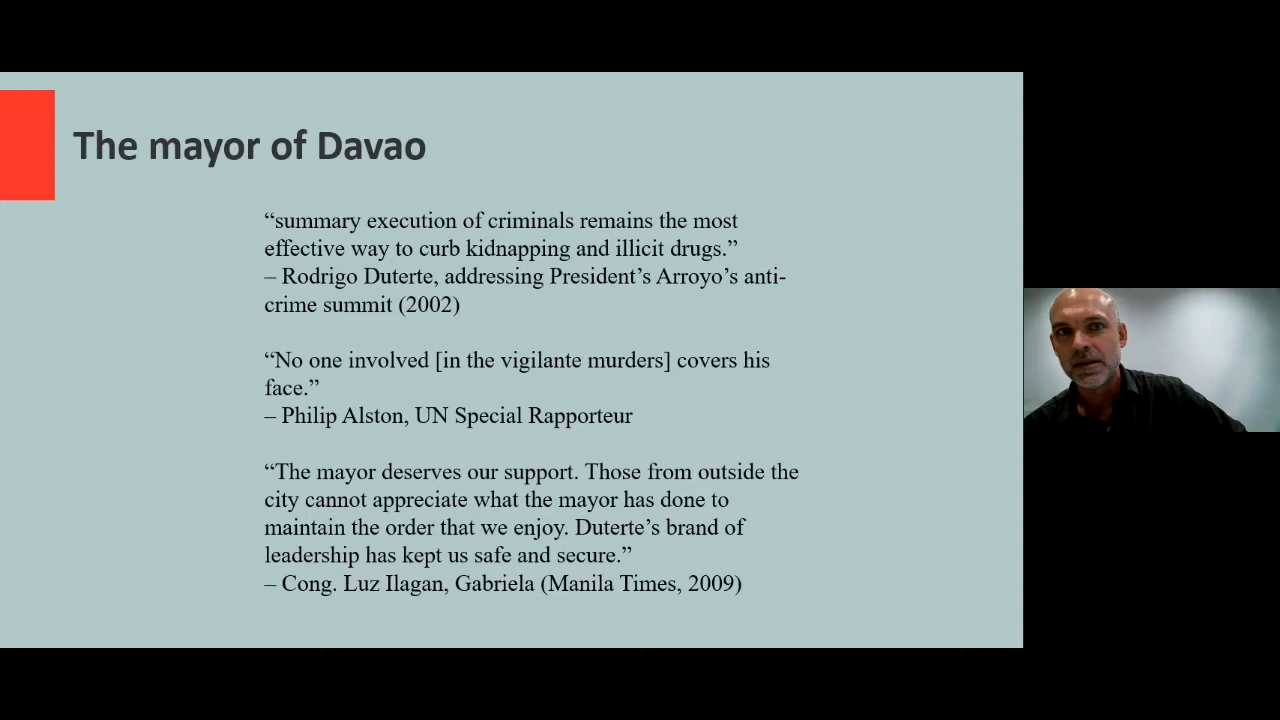 The mayor of Davao
“summary execution of criminals remains the most
effective way to curb kidnapping and illicit drugs.”
– Rodrigo Duterte, addressing President’s Arroyo’s anti-
crime summit (2002)
“No one involved [in the vigilante murders] covers his
face.”
– Philip Alston, UN Special Rapporteur
“The mayor deserves our support. Those from outside the
city cannot appreciate what the mayor has done to
maintain the order that we enjoy. Duterte’s brand of
leadership has kept us safe and secure.”
– Cong. Luz Ilagan, Gabriela (Manila Times, 2009)